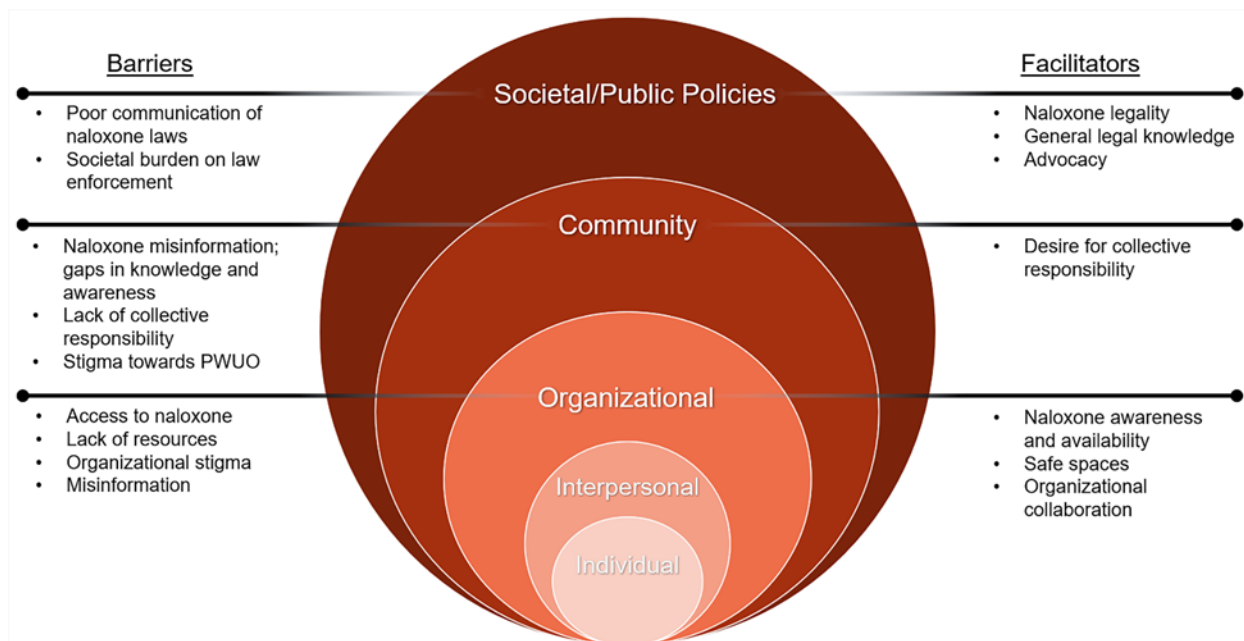 Barriers
Facilitators
Societal/Public Policies
• Poor communication of
naloxone laws
• Societal burden on law
enforcement
• Naloxone legality
• General legal knowledge
• Advocacy
Community
• Naloxone misinformation;
gaps in knowledge and
awareness
• Lack of collective
responsibility
• Stigma towards PWUO
• Desire for collective
responsibility
Organizational
• Access to naloxone
• Lack of resources
• Organizational stigma
• Misinformation
• Naloxone awareness
and availability
• Safe spaces
• Organizational
collaboration
Interpersonal
Individual